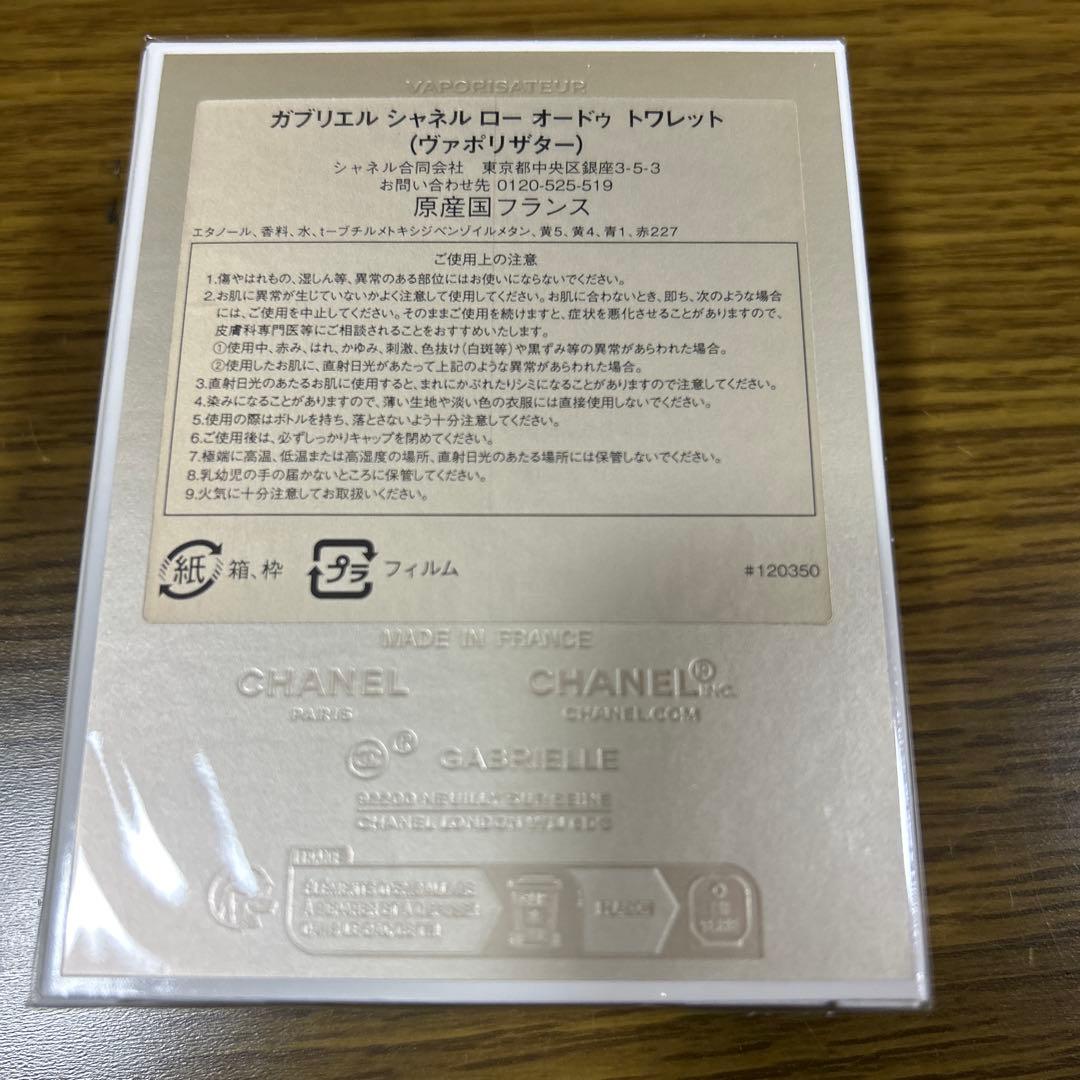 VAPORISATEUR
ガブリエル シャネル ロー オードゥ トワレット
(ヴァポリザター)
シャネル合同会社 東京都中央区銀座3-5-3
お問い合わせ先 0120-525-519
原産国フランス
エタノール、香料、水、t-ブチルメトキシジベンゾイルメタン、黄5、黄4、青1、赤227
ご使用上の注意
1.傷やはれもの、湿しん等、異常のある部位にはお使いにならないでください。
2.お肌に異常が生じていないかよく注意して使用してください。お肌に合わないとき、即ち、次のような場合
には、ご使用を中止してください。そのままご使用を続けますと、症状を悪化させることがありますので、
皮膚科専門医等にご相談されることをおすすめいたします。
①使用中、赤み、はれ、かゆみ、刺激、色抜け(白斑等)や黒ずみ等の異常があらわれた場合。
②使用したお肌に、直射日光があたって上記のような異常があらわれた場合。
3.直射日光のあたるお肌に使用すると、まれにかぶれたりシミになることがありますので注意してください。
4.染みになることがありますので、薄い生地や淡い色の衣服には直接使用しないでください。
5.使用の際はボトルを持ち、落とさないよう十分注意してください。
6.ご使用後は、必ずしっかりキャップを閉めてください。
7.極端に高温、低温または高湿度の場所、直射日光のあたる場所には保管しないでください。
8.乳幼児の手の届かないところに保管してください。
9.火気に十分注意してお取扱いください。
紙 箱、枠 プラ フィルム #120350
MADE IN FRANCE
CHANEL CHANEL® INC.
PARIS CHANEL.COM
® GABRIELLE
92200 NEUILLY SUR SEINE
CHANEL LONDON